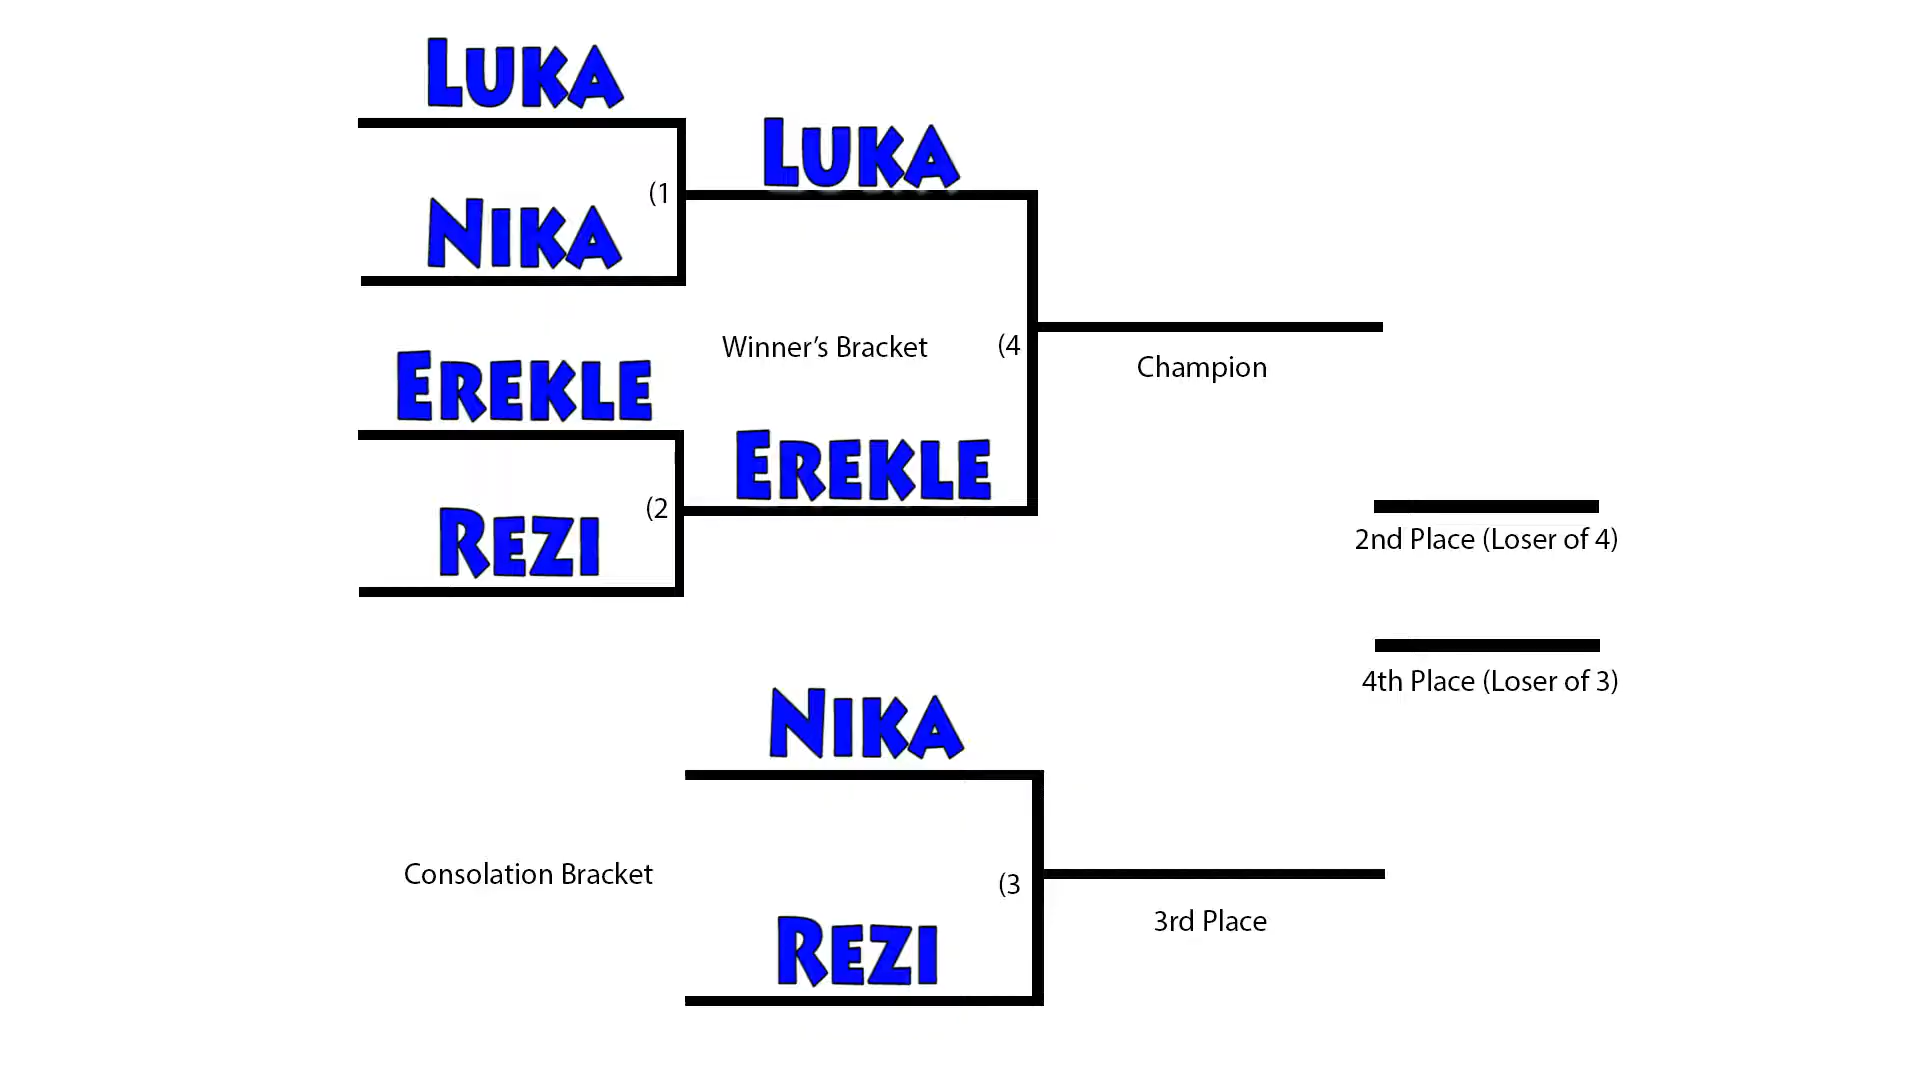 LUKA
(1
LUKA
NIKA
Winner's Bracket
(4
Champion
EREKLE
(2
EREKLE
REZI
2nd Place (Loser of 4)
4th Place (Loser of 3)
NIKA
Consolation Bracket
(3
REZI
3rd Place